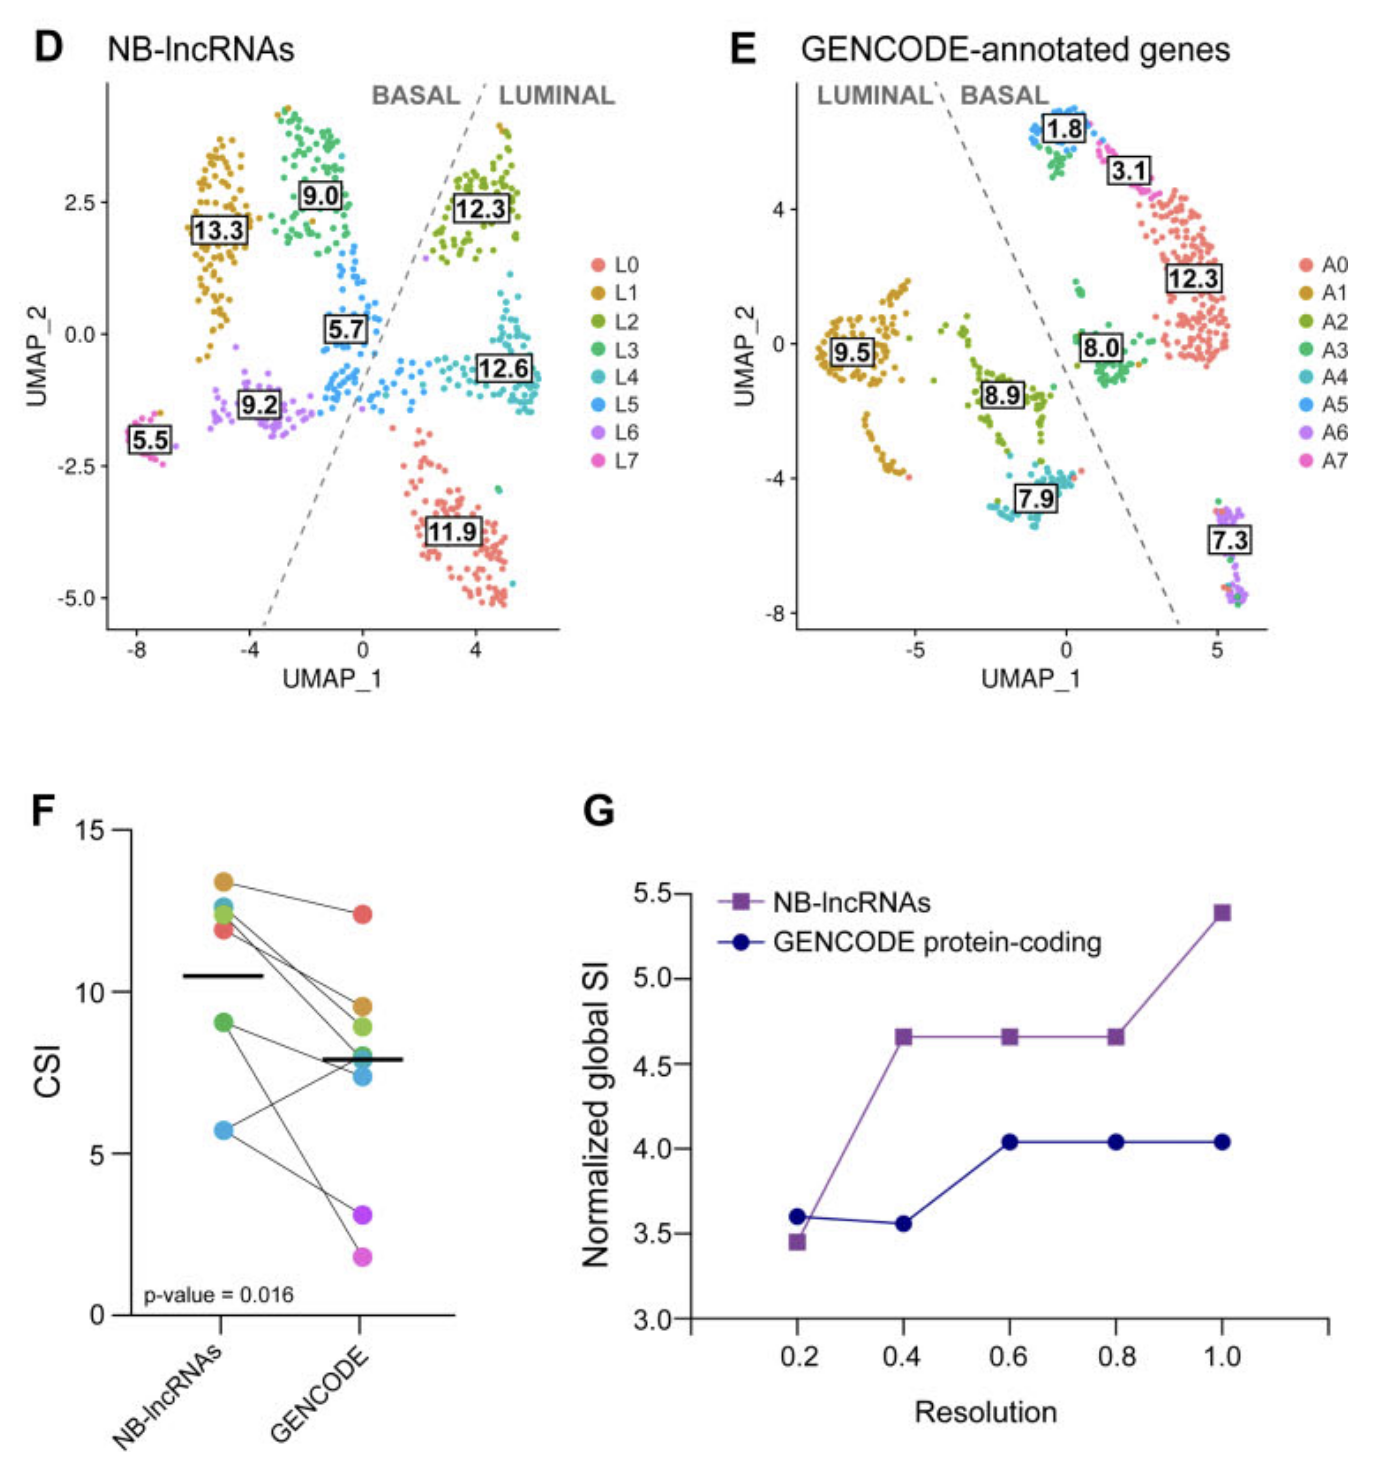 D NB-lncRNAs
BASAL LUMINAL
2.5
0.0
-2.5
-5.0
UMAP_2
13.3
9.0
12.3
5.7
12.6
9.2
5.5
11.9
-8 -4 0 4
UMAP_1
L0
L1
L2
L3
L4
L5
L6
L7
E GENCODE-annotated genes
LUMINAL BASAL
4
0
-4
-8
UMAP_2
1.8
3.1
12.3
8.0
9.5
8.9
7.9
7.3
-5 0 5
UMAP_1
A0
A1
A2
A3
A4
A5
A6
A7
F
15
10
5
0
CSI
p-value = 0.016
NB-lncRNAs
GENCODE
G
5.5
5.0
4.5
4.0
3.5
3.0
Normalized global SI
NB-lncRNAs
GENCODE protein-coding
0.2 0.4 0.6 0.8 1.0
Resolution